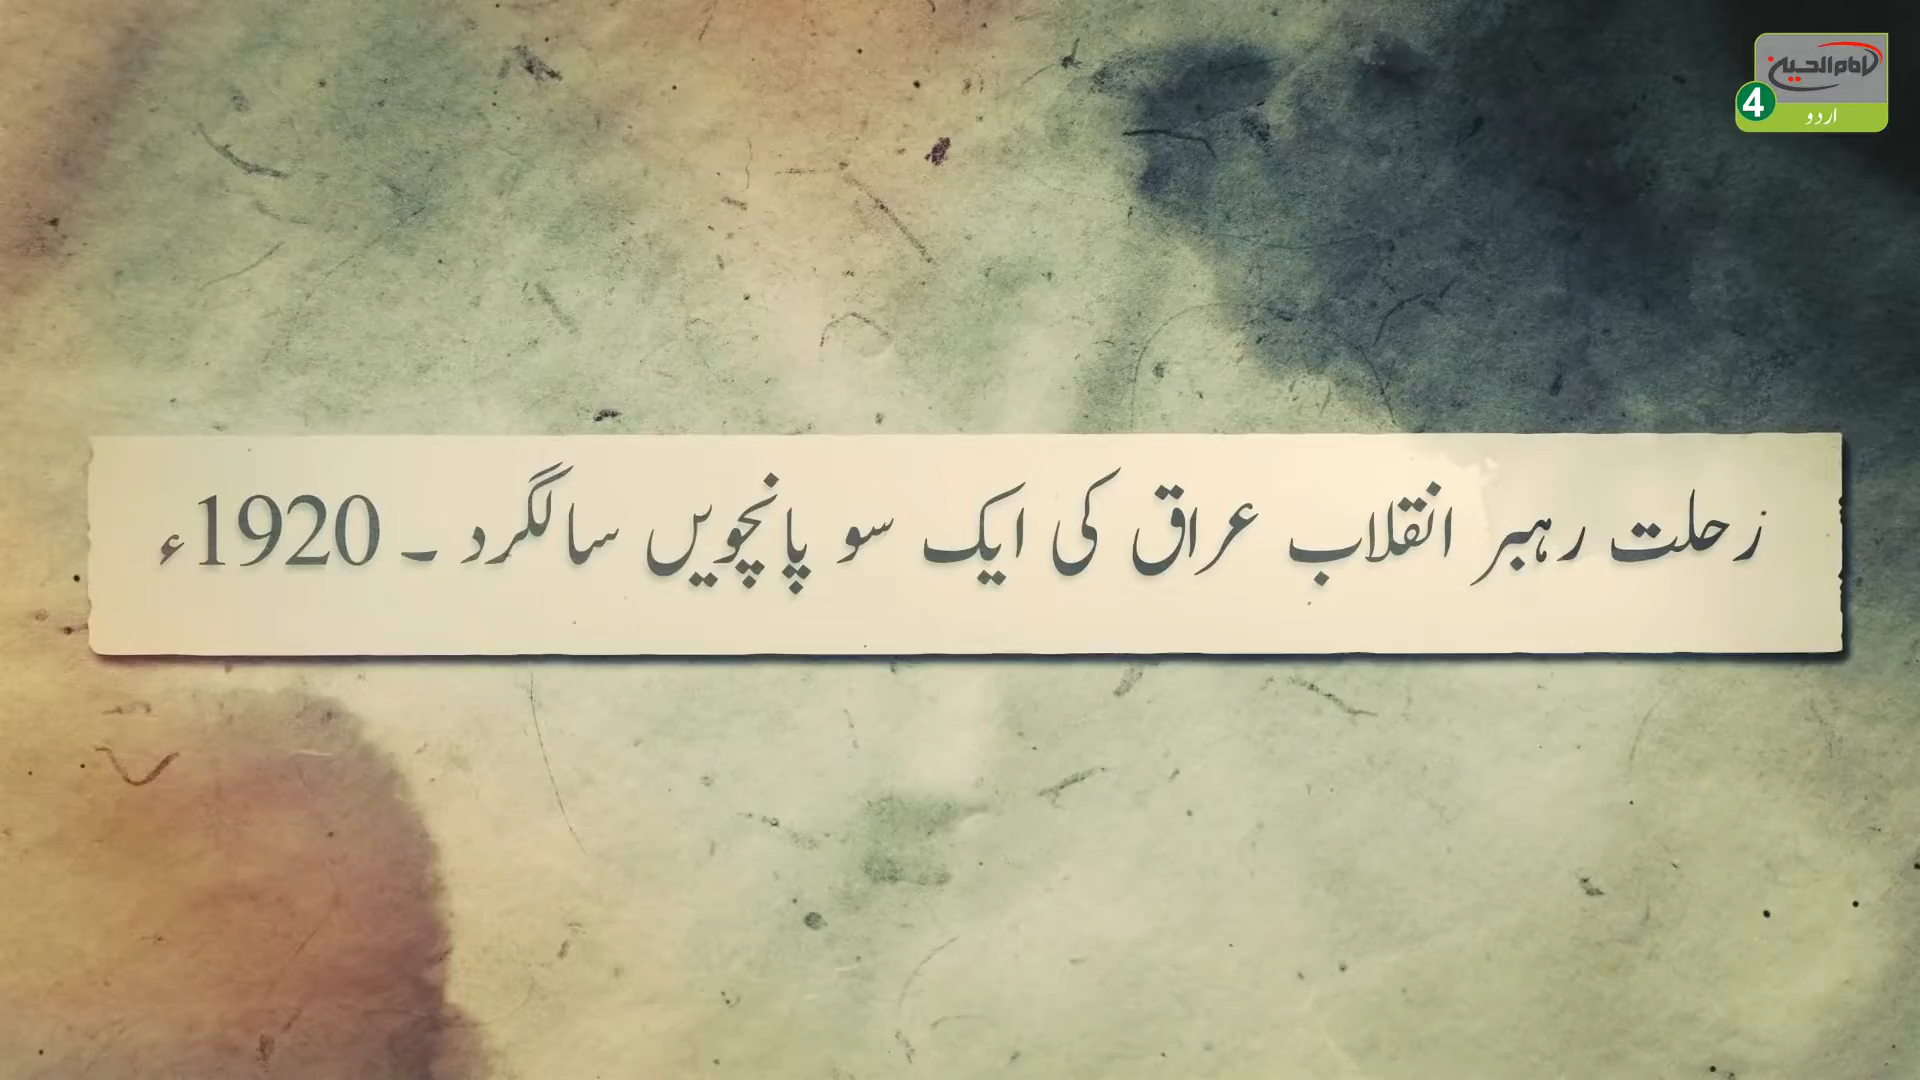 امام الحسین
4
اردو
زحلت رہبر انقلاب عراق کی ایک سو پانچویں سالگرد ۔ 1920ء